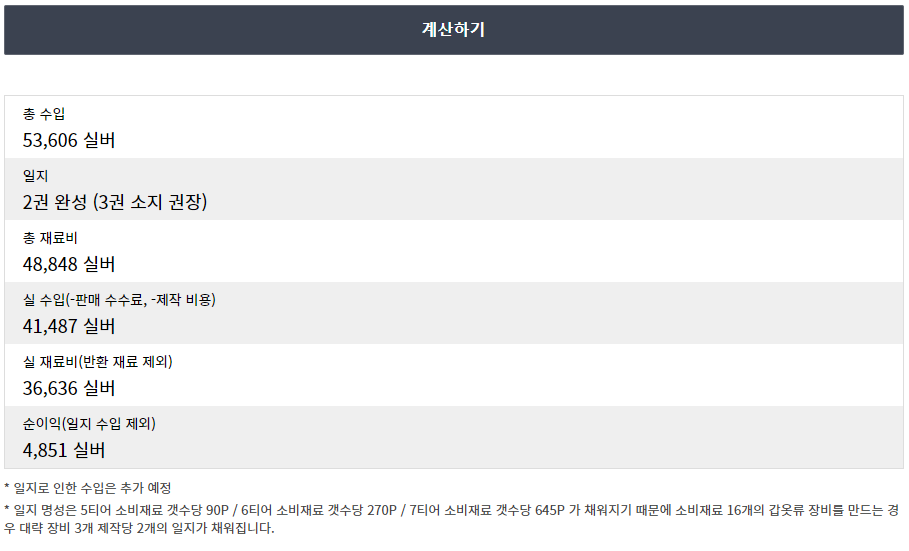 계산하기
총 수입
53,606 실버
일지
2권 완성 (3권 소지 권장)
총 재료비
48,848 실버
실 수입(-판매 수수료, -제작 비용)
41,487 실버
실 재료비(반환 재료 제외)
36,636 실버
순이익(일지 수입 제외)
4,851 실버
* 일지로 인한 수입은 추가 예정
* 일지 명성은 5티어 소비재료 갯수당 90P / 6티어 소비재료 갯수당 270P / 7티어 소비재료 갯수당 645P 가 채워지기 때문에 소비재료 16개의 갑옷류 장비를 만드는 경
우 대략 장비 3개 제작당 2개의 일지가 채워집니다.